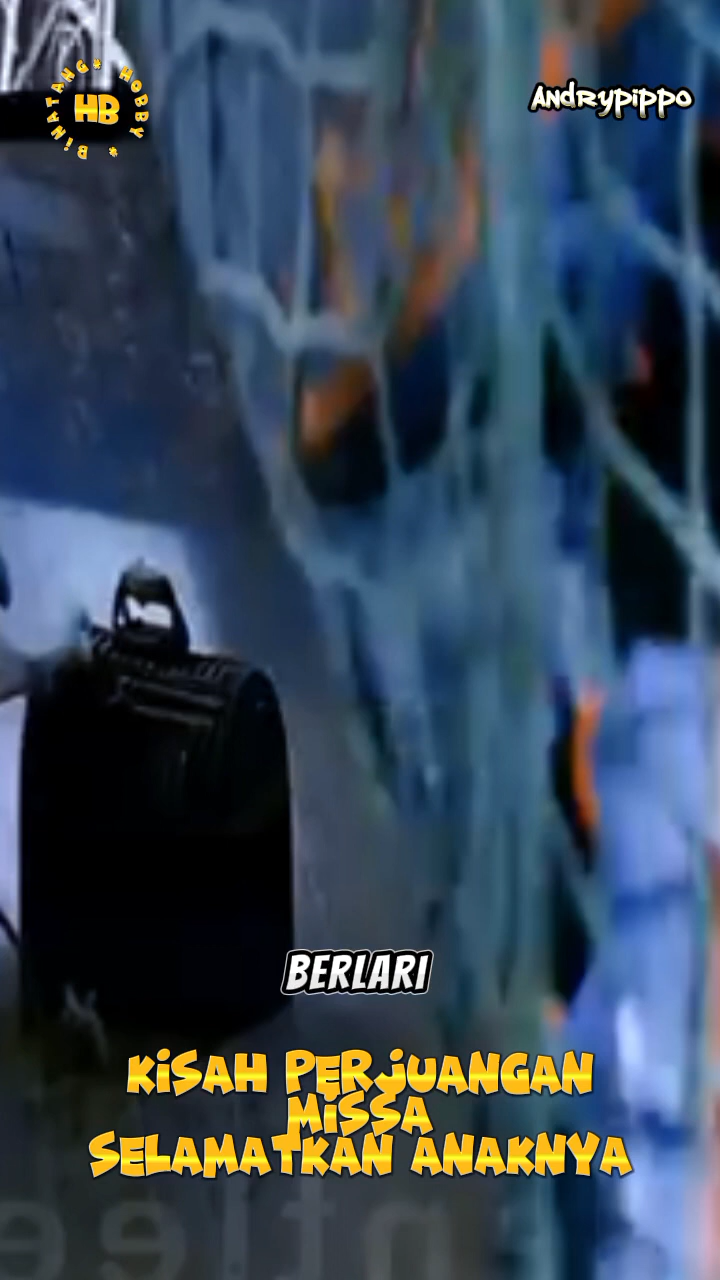 * BINATANG * HOBBY
HB
Andrypippo
BERLARI
KISAH PERJUANGAN
MISSA
SELAMATKAN ANAKNYA